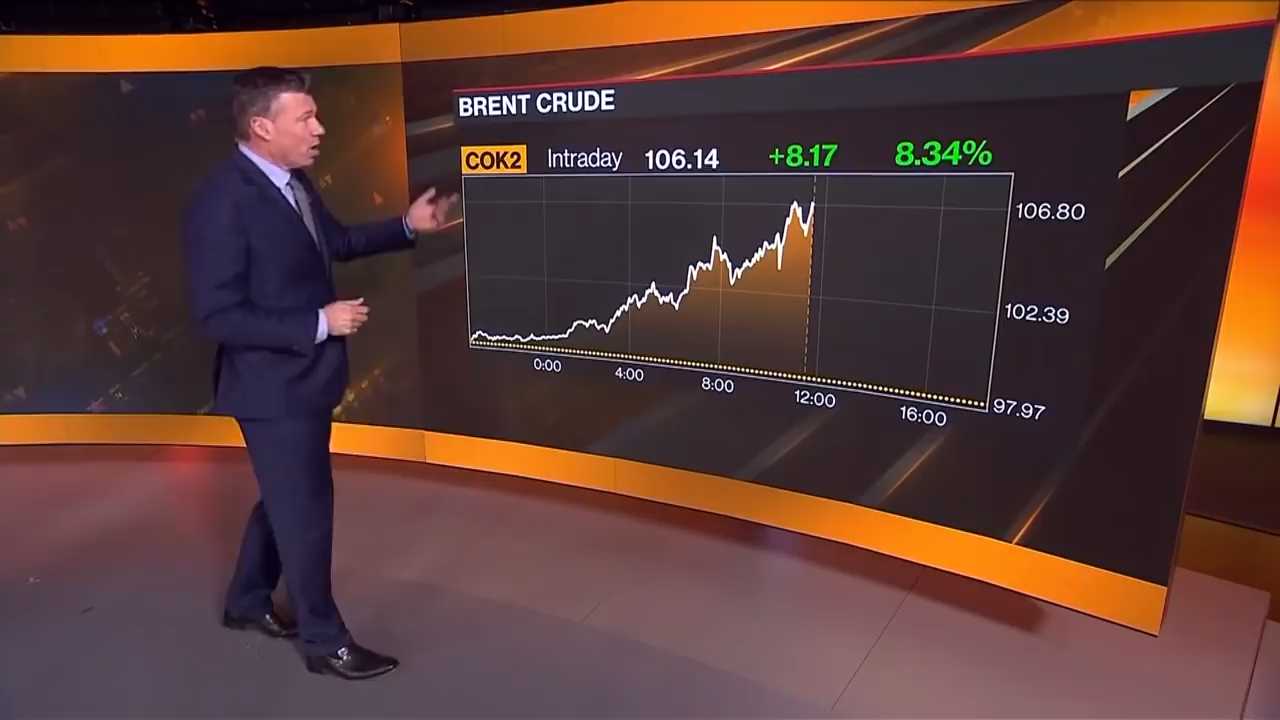 BRENT CRUDE
COK2 Intraday 106.14 +8.17 8.34%
106.80
102.39
97.97
0:00 4:00 8:00 12:00 16:00